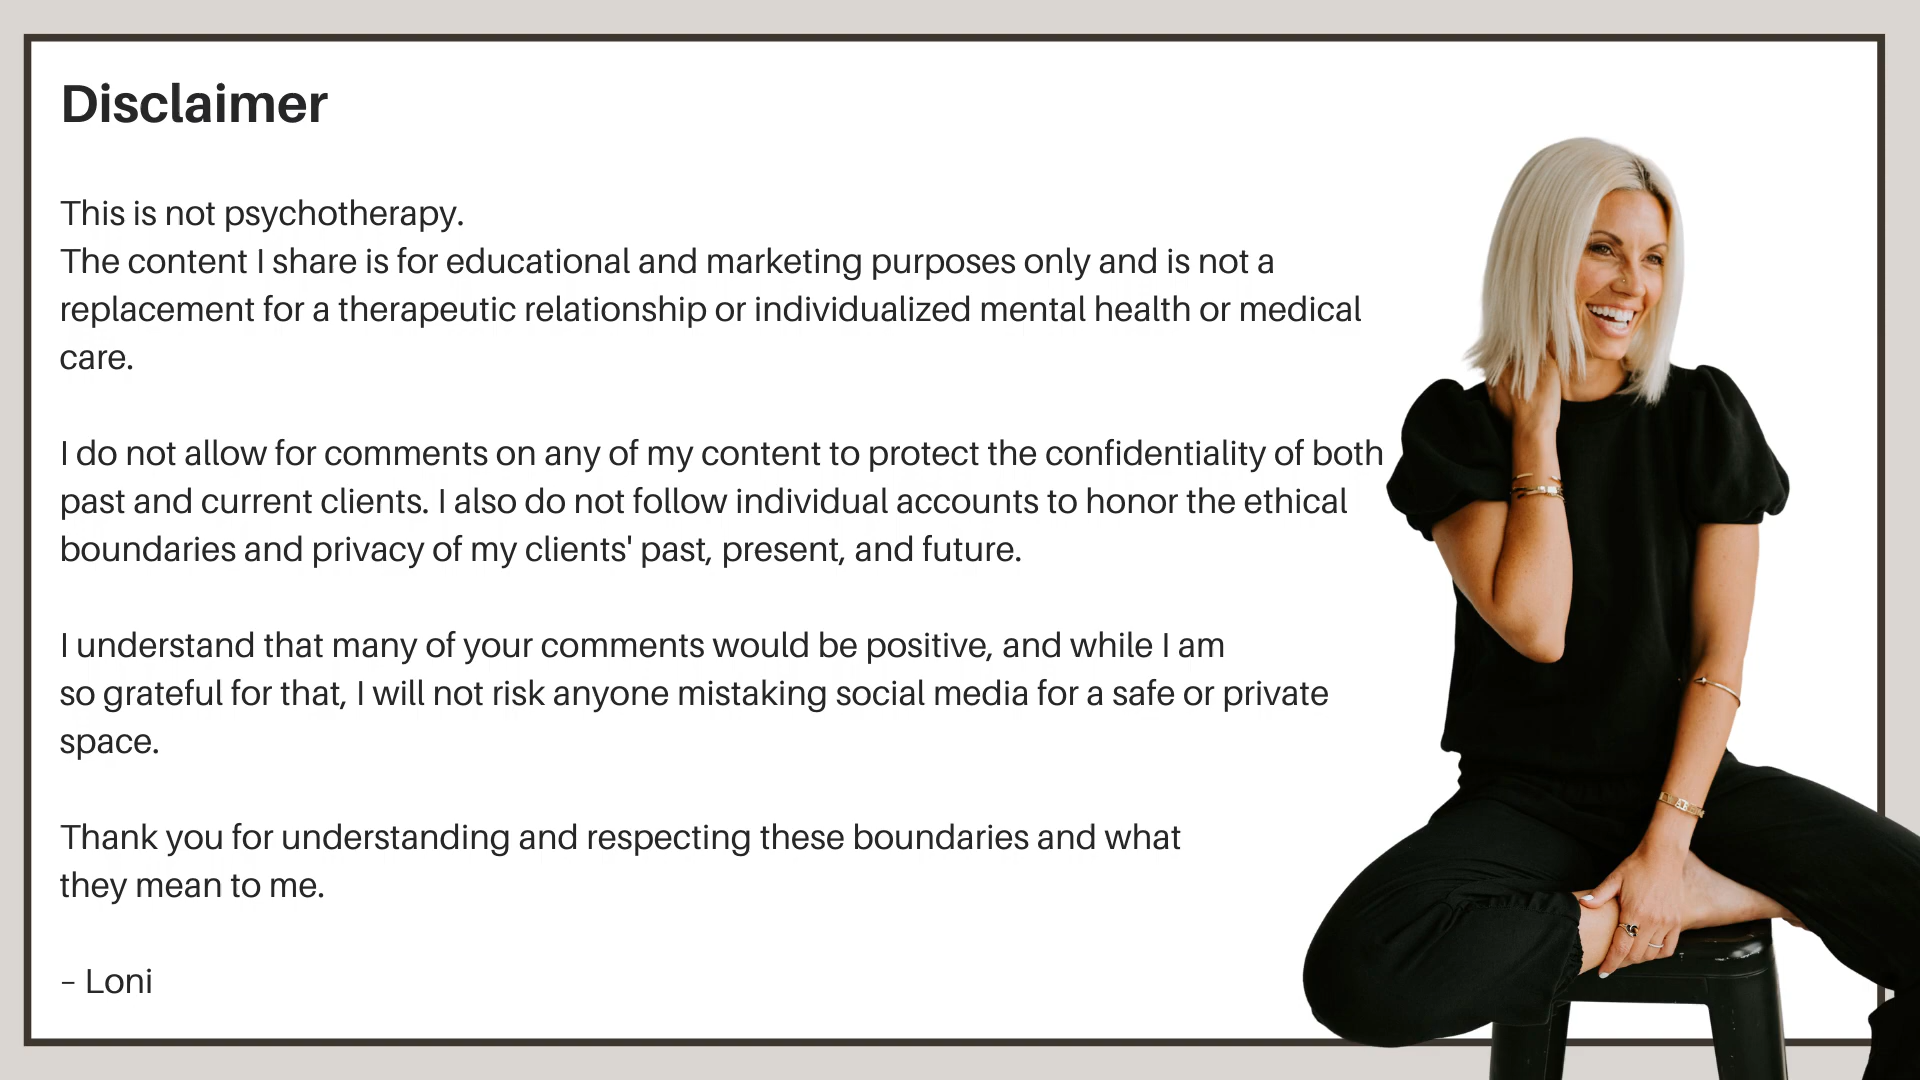 Disclaimer
This is not psychotherapy.
The content I share is for educational and marketing purposes only and is not a
replacement for a therapeutic relationship or individualized mental health or medical
care.
I do not allow for comments on any of my content to protect the confidentiality of both
past and current clients. I also do not follow individual accounts to honor the ethical
boundaries and privacy of my clients' past, present, and future.
I understand that many of your comments would be positive, and while I am
so grateful for that, I will not risk anyone mistaking social media for a safe or private
space.
Thank you for understanding and respecting these boundaries and what
they mean to me.
– Loni